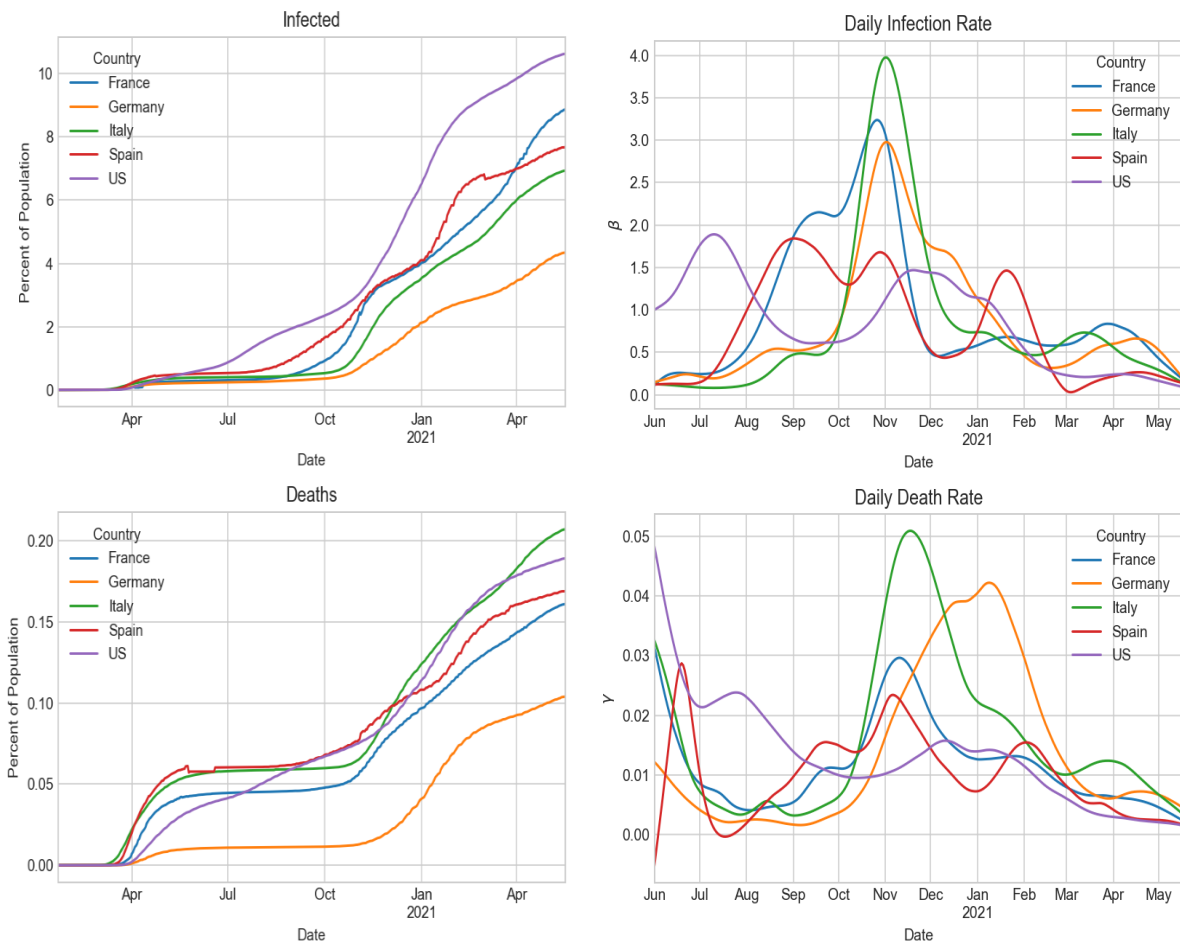 Infected
Percent of Population
10
8
6
4
2
0
Country
France
Germany
Italy
Spain
US
Apr
Jul
Oct
Jan
2021
Apr
Date
Daily Infection Rate
β
4.0
3.5
3.0
2.5
2.0
1.5
1.0
0.5
0.0
Country
France
Germany
Italy
Spain
US
Jun
Jul
Aug
Sep
Oct
Nov
Dec
Jan
2021
Feb
Mar
Apr
May
Date
Deaths
Percent of Population
0.20
0.15
0.10
0.05
0.00
Country
France
Germany
Italy
Spain
US
Apr
Jul
Oct
Jan
2021
Apr
Date
Daily Death Rate
γ
0.05
0.04
0.03
0.02
0.01
0.00
Country
France
Germany
Italy
Spain
US
Jun
Jul
Aug
Sep
Oct
Nov
Dec
Jan
2021
Feb
Mar
Apr
May
Date